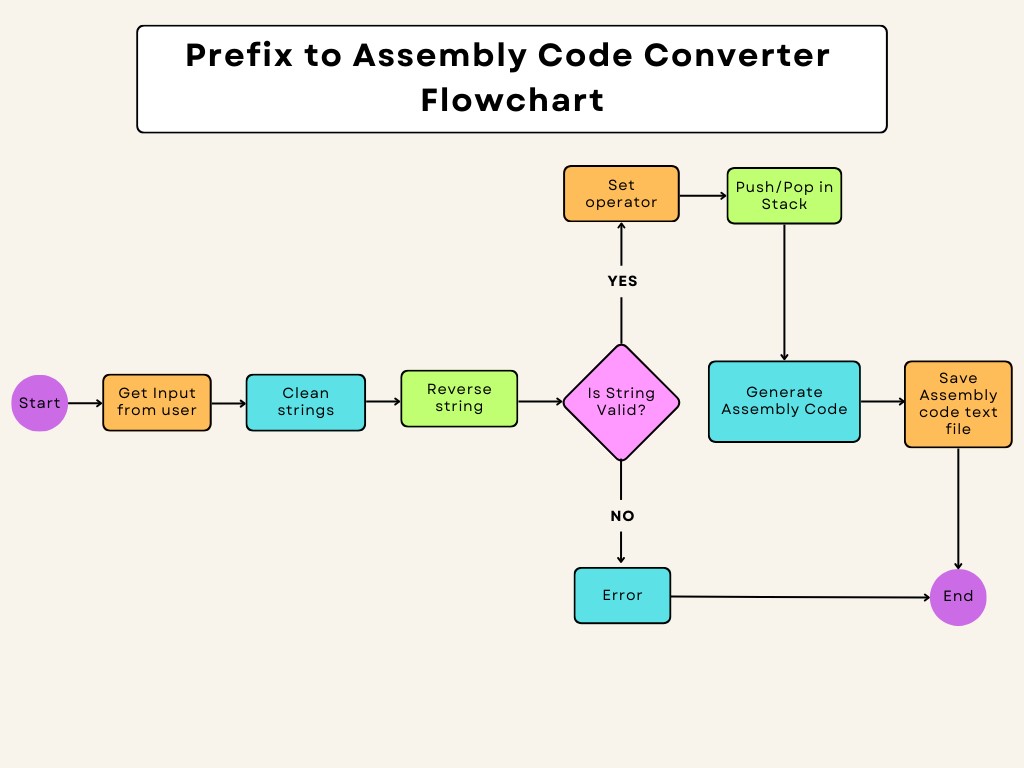 Prefix to Assembly Code Converter
Flowchart
Set
operator
Push/Pop in
Stack
YES
Start
Get Input
from user
Clean
strings
Reverse
string
Is String
Valid?
Generate
Assembly Code
Save
Assembly
code text
file
NO
Error
End